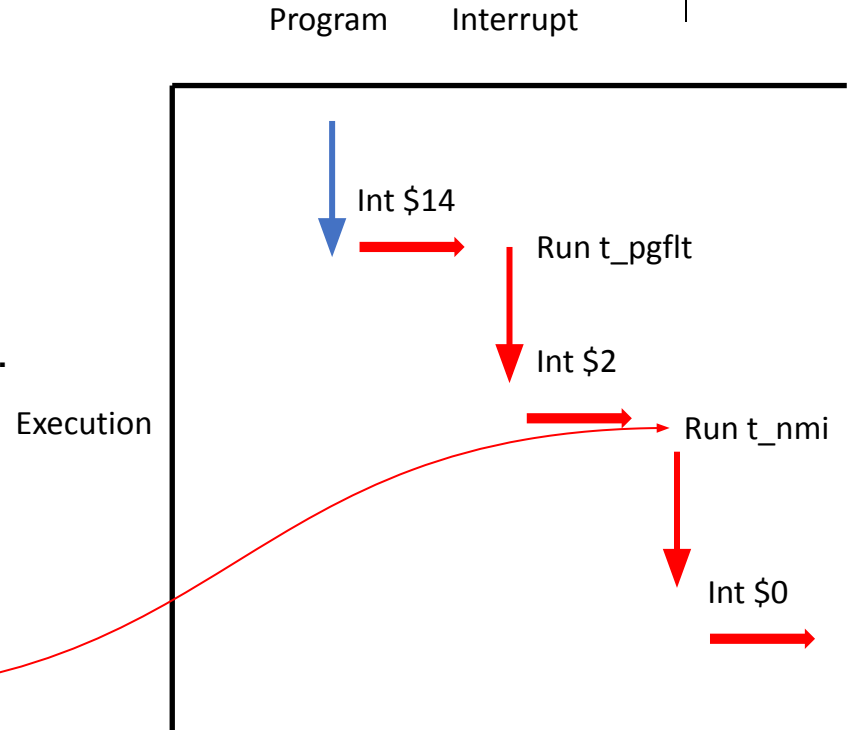 Program Interrupt
Int $14
Run t_pgflt
Int $2
Execution
Run t_nmi
Int $0